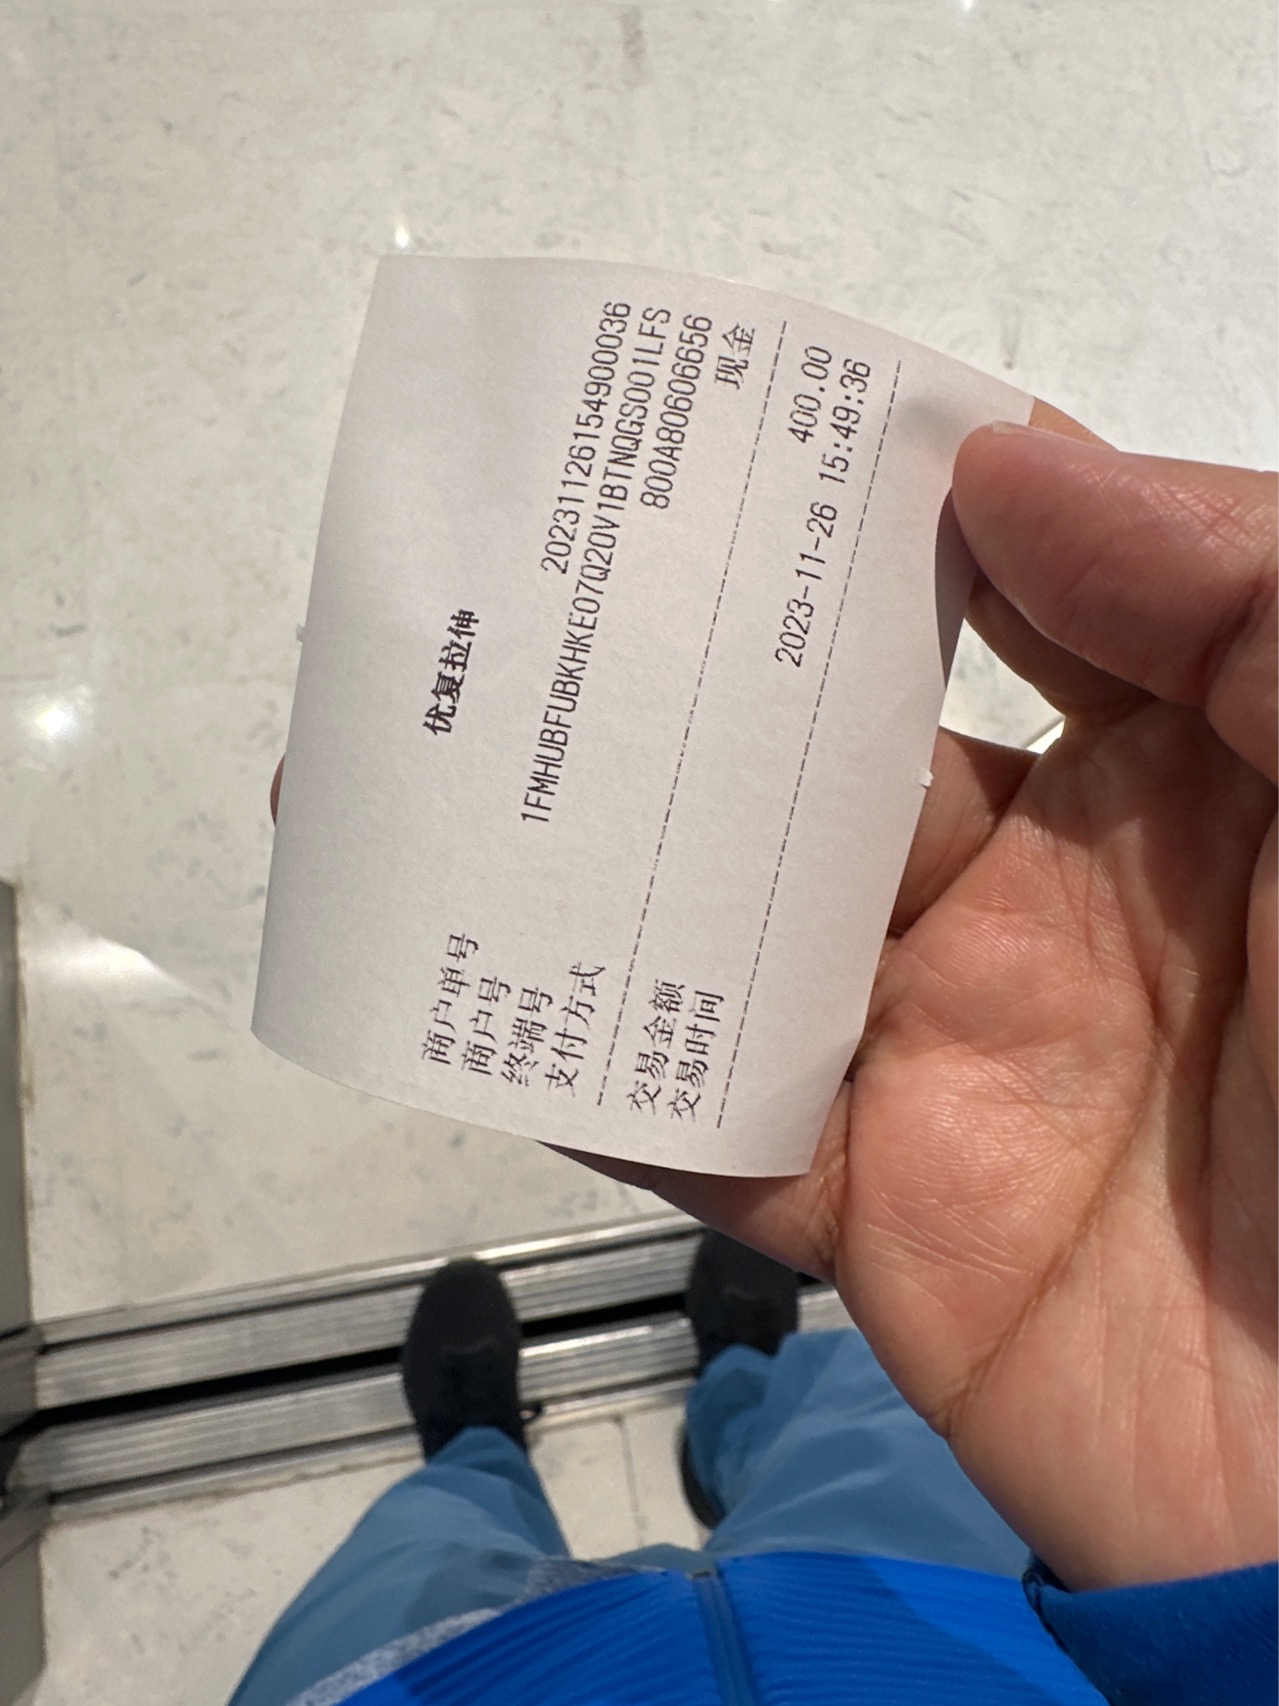 优复拉伸
商户单号 20231126154900036
商户号 1FMHUBFUBKHKE07Q20V1BTNQGS001LFS
终端号 800A80606656
支付方式 现金
交易金额 400.00
交易时间 2023-11-26 15:49:36